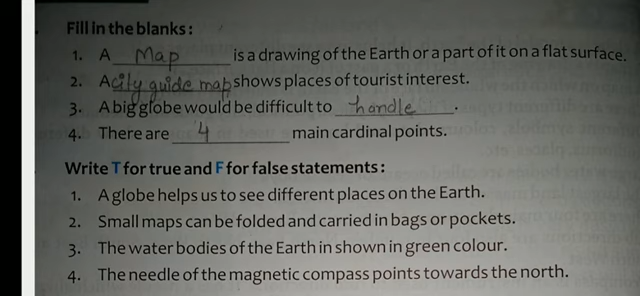 Fill in the blanks:
1. A Map is a drawing of the Earth or a part of it on a flat surface.
2. A city guide map shows places of tourist interest.
3. A big globe would be difficult to handle.
4. There are 4 main cardinal points.
Write T for true and F for false statements:
1. A globe helps us to see different places on the Earth.
2. Small maps can be folded and carried in bags or pockets.
3. The water bodies of the Earth in shown in green colour.
4. The needle of the magnetic compass points towards the north.